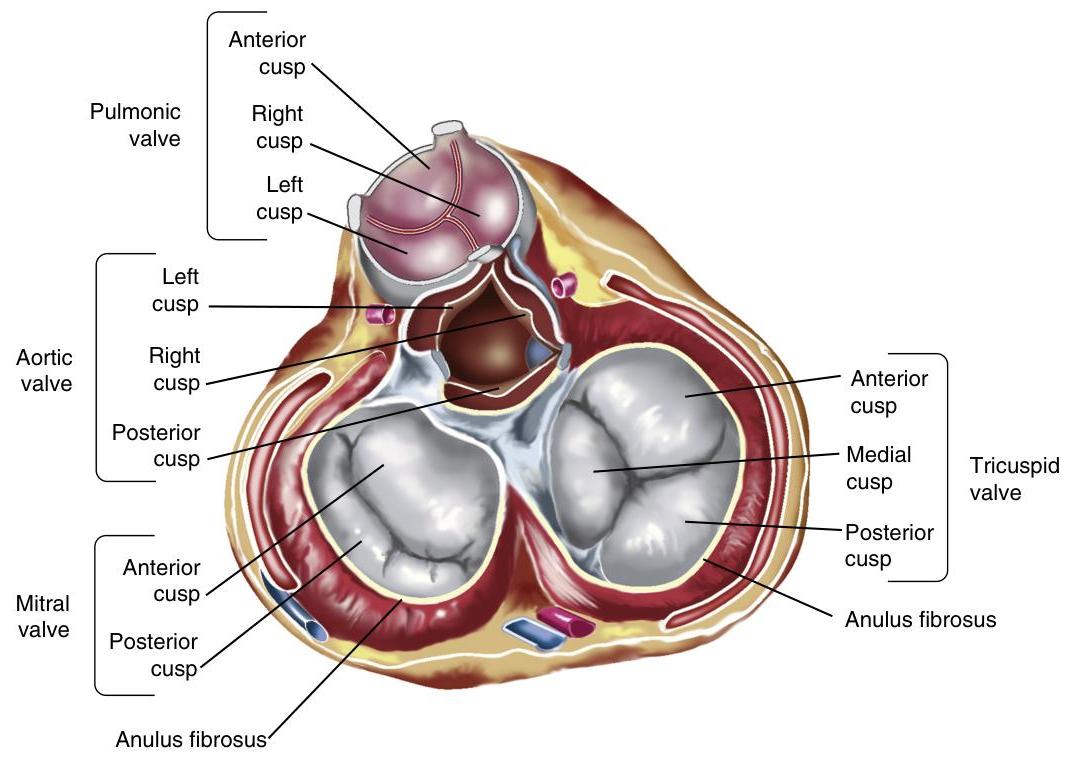 Anterior
cusp
Pulmonic
valve
Right
cusp
Left
cusp
Aortic
valve
Left
cusp
Right
cusp
Posterior
cusp
Mitral
valve
Anterior
cusp
Posterior
cusp
Anulus fibrosus
Tricuspid
valve
Anterior
cusp
Medial
cusp
Posterior
cusp
Anulus fibrosus